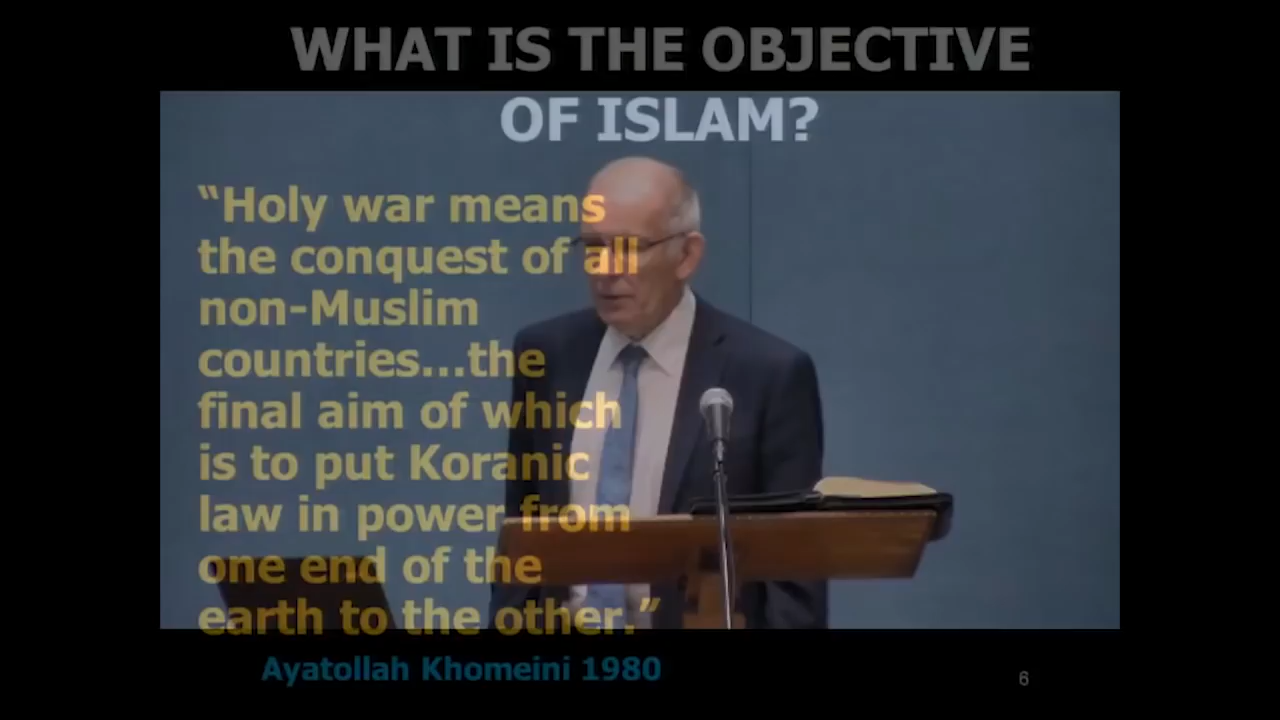 WHAT IS THE OBJECTIVE
OF ISLAM?
“Holy war means
the conquest of all
non-Muslim
countries...the
final aim of which
is to put Koranic
law in power from
one end of the
earth to the other.”
Ayatollah Khomeini 1980
6